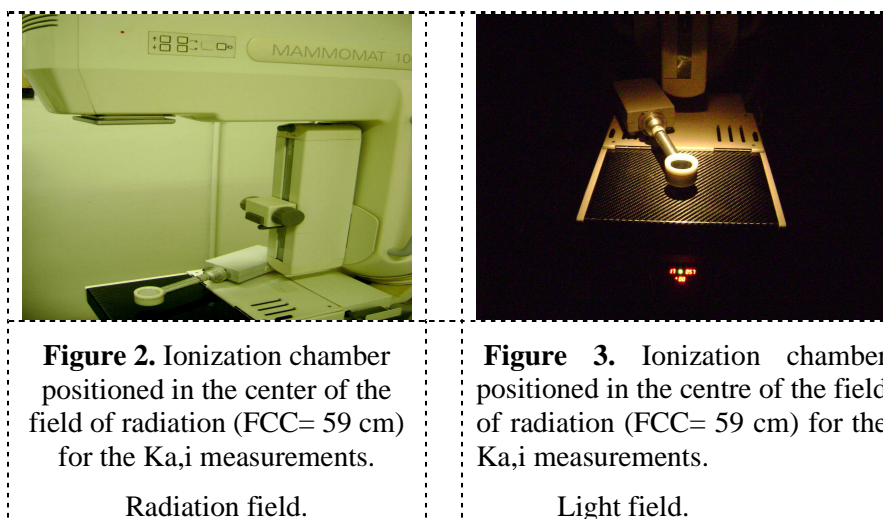 MAMMOMAT 10
Figure 2. Ionization chamber
positioned in the center of the
field of radiation (FCC= 59 cm)
for the Ka,i measurements.
Radiation field.
Figure 3. Ionization chamber
positioned in the centre of the field
of radiation (FCC= 59 cm) for the
Ka,i measurements.
Light field.